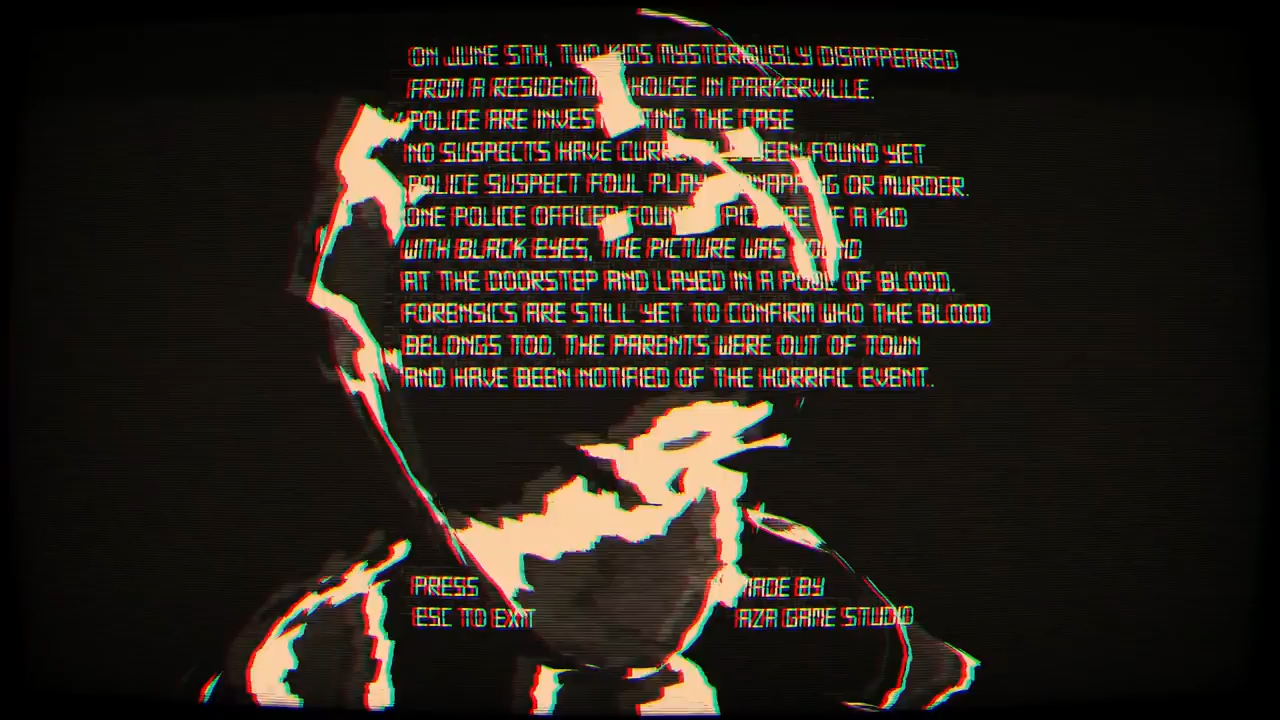 ON JUNE 5TH, TWO KIDS MYSTERIOUSLY DISAPPEARED
FROM A RESIDENTI HOUSE IN PARKERVILLE.
POLICE ARE INVES TING THE CASE
NO SUSPECTS HAVE BEEN FOUND YET
POLICE SUSPECT FOUL PLAY OR MURDER.
ONE POLICE OFFICER FOUN A KID
WITH BLACK EYES, THE PICTURE WAS
AT THE DOORSTEP AND LAYED IN A POOL OF BLOOD.
FORENSICS ARE STILL YET TO CONFIRM WHO THE BLOOD
BELONGS TOO. THE PARENTS WERE OUT OF TOWN
AND HAVE BEEN NOTIFIED OF THE HORRIFIC EVENT..
PRESS
ESC TO EXIT
MADE BY
AZA GAME STUDIO